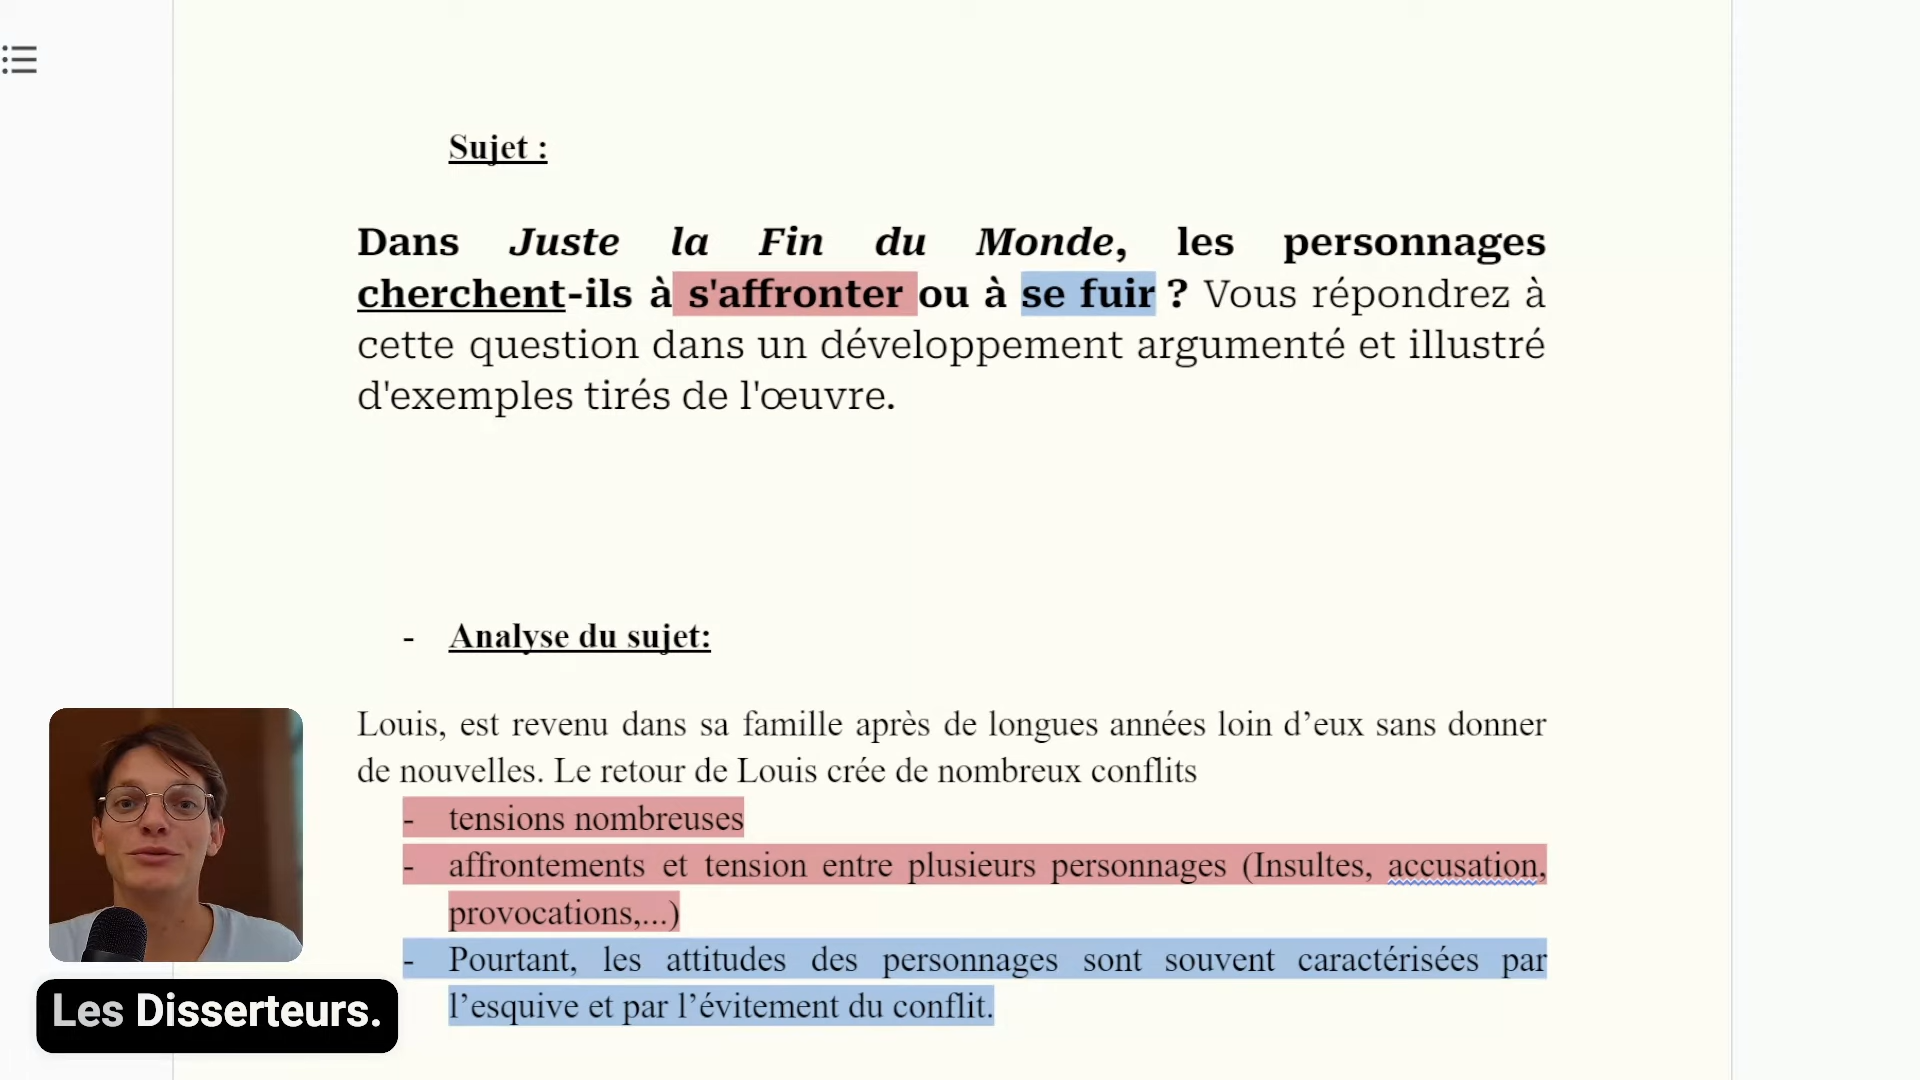 Sujet :
Dans Juste la Fin du Monde, les personnages
cherchent-ils à s'affronter ou à se fuir ? Vous répondrez à
cette question dans un développement argumenté et illustré
d'exemples tirés de l'œuvre.
- Analyse du sujet:
Louis, est revenu dans sa famille après de longues années loin d’eux sans donner
de nouvelles. Le retour de Louis crée de nombreux conflits
- tensions nombreuses
- affrontements et tension entre plusieurs personnages (Insultes, accusation,
provocations,...)
- Pourtant, les attitudes des personnages sont souvent caractérisées par
l’esquive et par l’évitement du conflit.
Les Disserteurs.